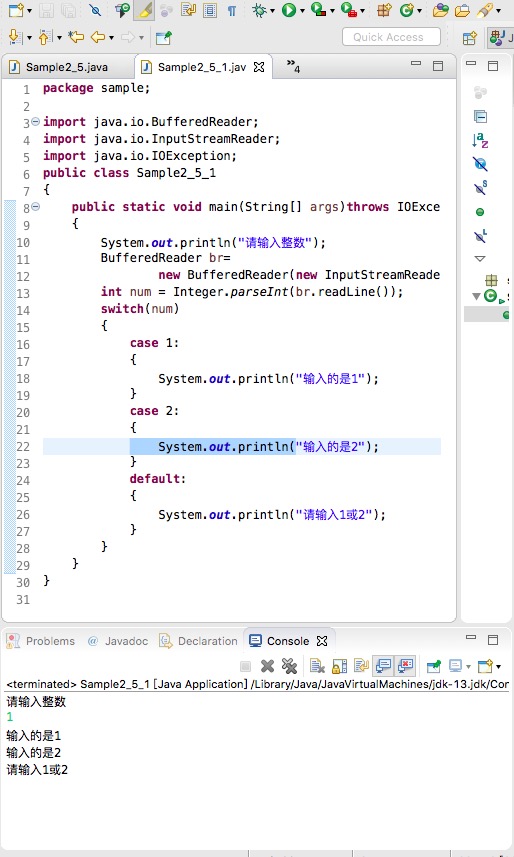 Quick Access
Sample2_5.java
Sample2_5_1.jav
4
1 package sample;
2
3 import java.io.BufferedReader;
4 import java.io.InputStreamReader;
5 import java.io.IOException;
6 public class Sample2_5_1
7 {
8 public static void main(String[] args)throws IOExce
9 {
10 System.out.println("请输入整数");
11 BufferedReader br=
12 new BufferedReader(new InputStreamReade
13 int num = Integer.parseInt(br.readLine());
14 switch(num)
15 {
16 case 1:
17 {
18 System.out.println("输入的是1");
19 }
20 case 2:
21 {
22 System.out.println("输入的是2");
23 }
24 default:
25 {
26 System.out.println("请输入1或2");
27 }
28 }
29 }
30 }
31
Problems @ Javadoc Declaration Console
<terminated> Sample2_5_1 [Java Application] /Library/Java/JavaVirtualMachines/jdk-13.jdk/Cor
请输入整数
1
输入的是1
输入的是2
请输入1或2